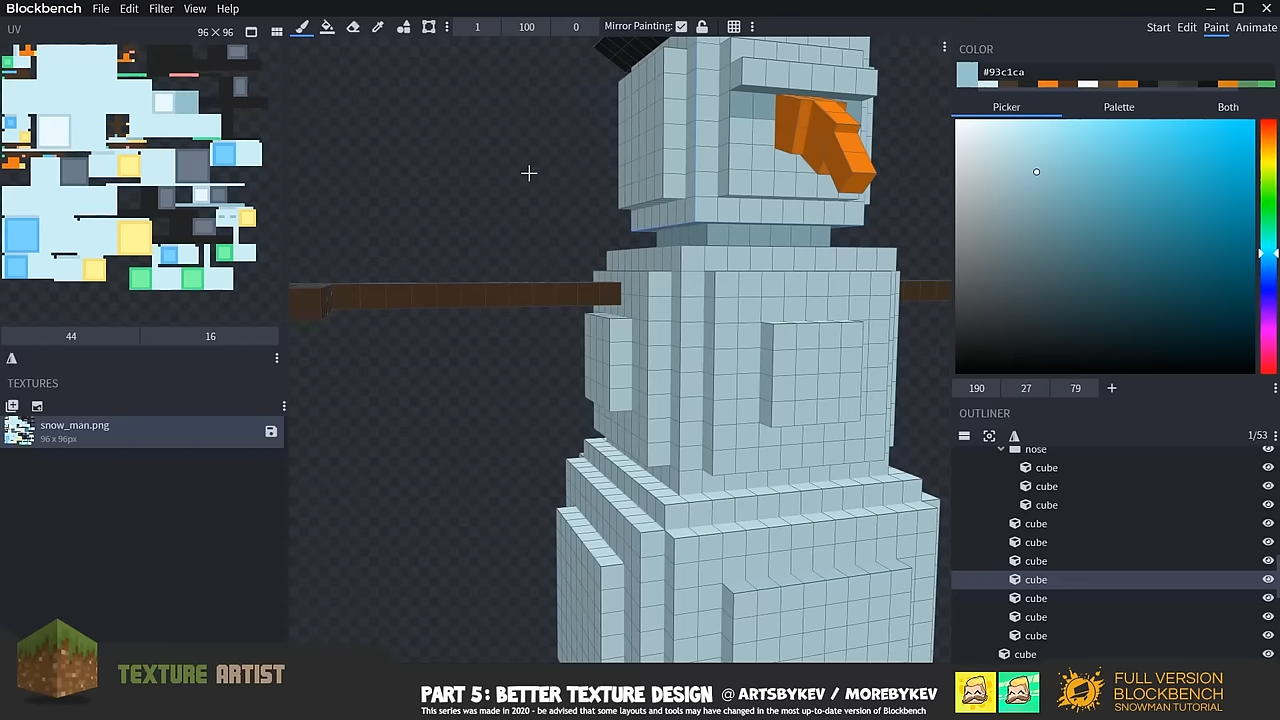 Blockbench File Edit Filter View Help
UV 96 × 96
1 100 0 Mirror Painting:
Start Edit Paint Animate
COLOR
#93c1ca
Picker Palette Both
44 16
190 27 79
TEXTURES
snow_man.png
96 x 96px
OUTLINER
1/53
nose
cube
cube
cube
cube
cube
cube
cube
cube
cube
cube
cube
TEXTURE ARTIST
PART 5: BETTER TEXTURE DESIGN @ARTSBYKEV / MOREBYKEV
This series was made in 2020 - be advised that some layouts and tools may have changed in the most up-to-date version of Blockbench
FULL VERSION
BLOCKBENCH
SNOWMAN TUTORIAL